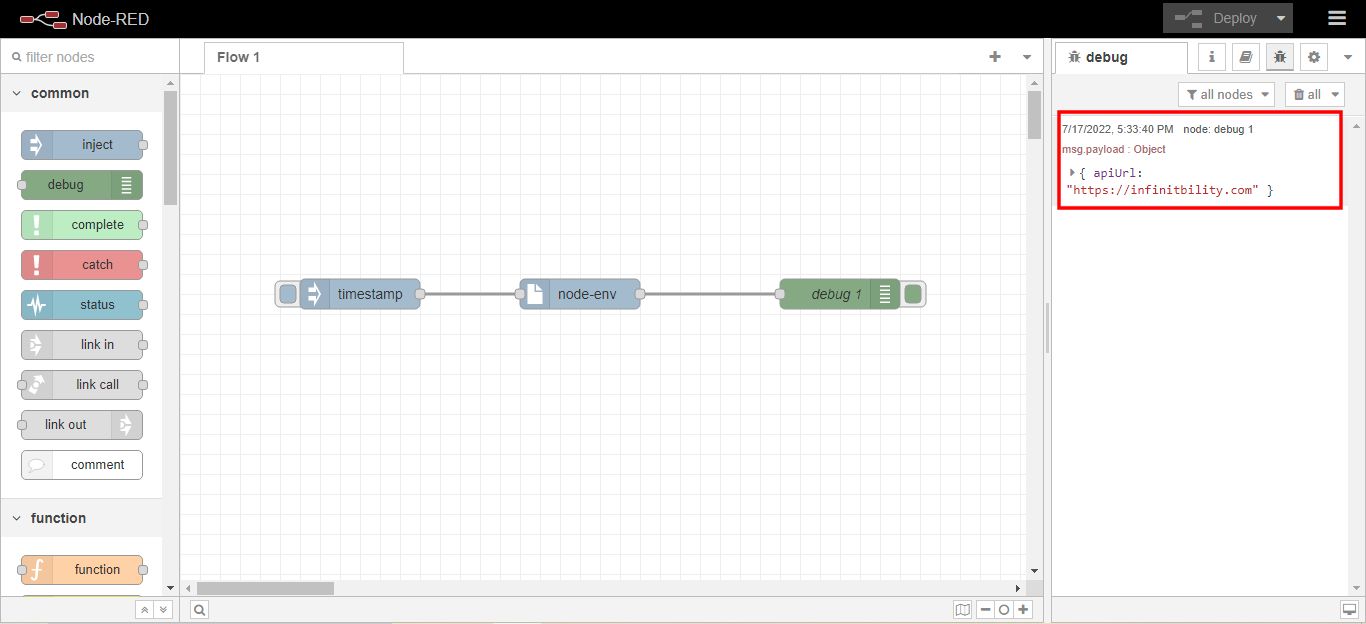 Node-RED
Deploy
filter nodes
Flow 1
debug
i
common
all nodes
all
inject
debug
complete
catch
status
link in
link call
link out
comment
function
function
timestamp
node-env
debug 1
7/17/2022, 5:33:40 PM node: debug 1
msg.payload : Object
{ apiUrl:
"https://infinitbility.com" }